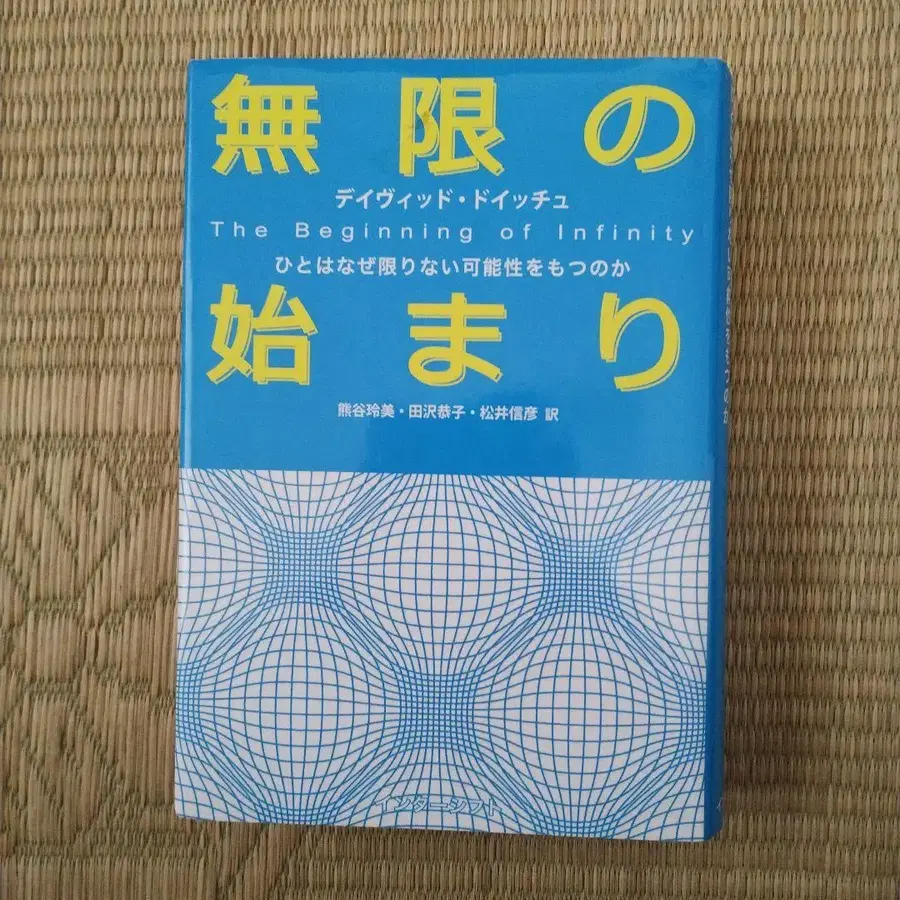 無限の
デイヴィッド・ドイッチュ
The Beginning of Infinity
ひとはなぜ限りない可能性をもつのか
始まり
熊谷玲美・田沢恭子・松井信彦 訳
インターシフト